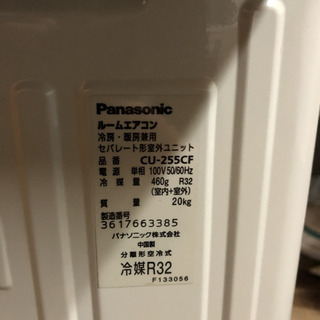 Panasonic
ルームエアコン
冷房・暖房兼用
セパレート形室外ユニット
品番 CU-255CF
電源 単相 100V 50/60Hz
冷媒量 460g R32
(室内+室外)
質量 20kg
製造番号
3617663385
パナソニック株式会社
中国製
分離形空冷式
冷媒R32
F133056